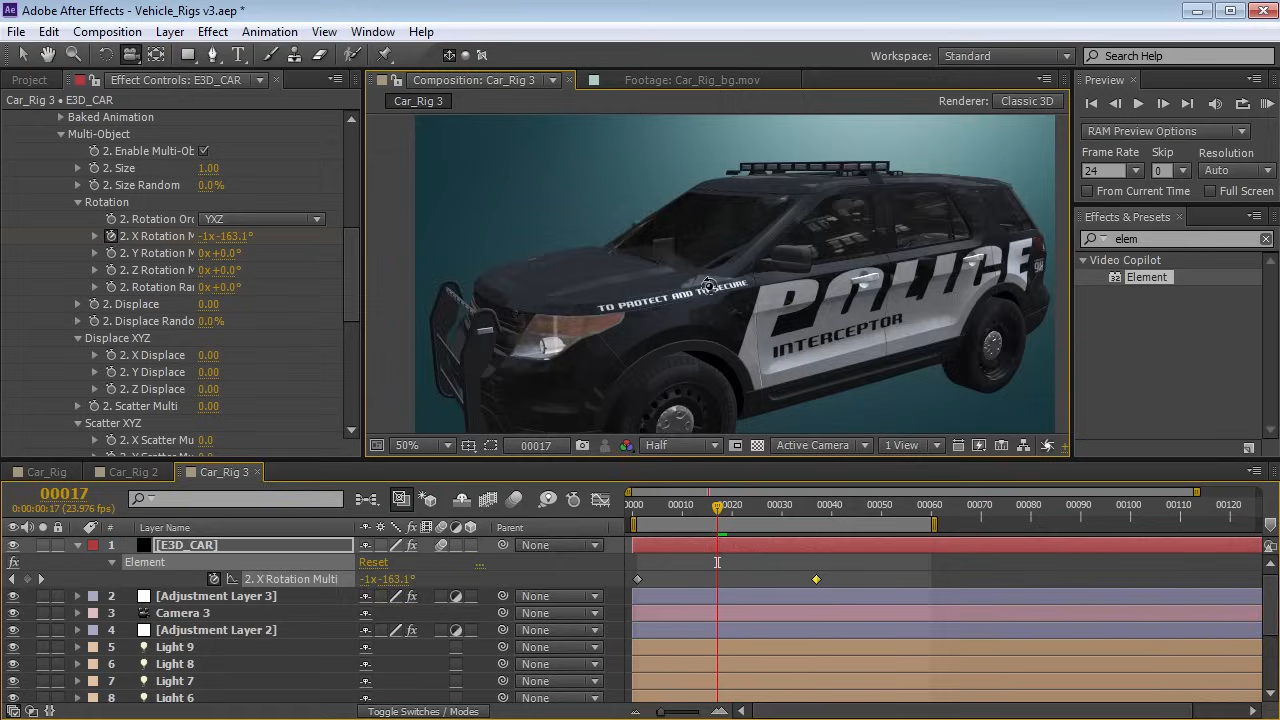 Ae Adobe After Effects - Vehicle_Rigs v3.aep *
File Edit Composition Layer Effect Animation View Window Help
T Workspace: Standard Search Help
Project Effect Controls: E3D_CAR Composition: Car_Rig 3 Footage: Car_Rig_bg.mov Preview
Car_Rig 3 • E3D_CAR
Car_Rig 3 Renderer: Classic 3D
Baked Animation
Multi-Object
2. Enable Multi-Ob
2. Size 1.00
2. Size Random 0.0%
Rotation
2. Rotation Orc YXZ
2. X Rotation M -1x-163.1°
2. Y Rotation M 0x+0.0°
2. Z Rotation M 0x+0.0°
2. Rotation Rar 0x+0.0°
2. Displace 0.00
2. Displace Rando 0.0%
Displace XYZ
2. X Displace 0.00
2. Y Displace 0.00
2. Z Displace 0.00
2. Scatter Multi 0.00
Scatter XYZ
2. X Scatter Mu 0.0
2. Y Scatter Mu 0.0
TO PROTECT AND TO SECURE
POLICE
INTERCEPTOR
50% 00017 Half Active Camera 1 View
RAM Preview Options
Frame Rate Skip Resolution
24 0 Auto
From Current Time Full Screen
Effects & Presets
elem
Video Copilot
Element
Car_Rig Car_Rig 2 Car_Rig 3
00017
0:00:00:17 (23.976 fps)
0000 00010 00020 00030 00040 00050 00060 00070 00080 00090 00100 00110 00120
# Layer Name Parent
1 [E3D_CAR] None
fx Element Reset ...
2. X Rotation Multi -1x-163.1°
2 [Adjustment Layer 3] fx None
3 Camera 3 None
4 [Adjustment Layer 2] fx None
5 Light 9 None
6 Light 8 None
7 Light 7 None
8 Light 6 None
Toggle Switches / Modes